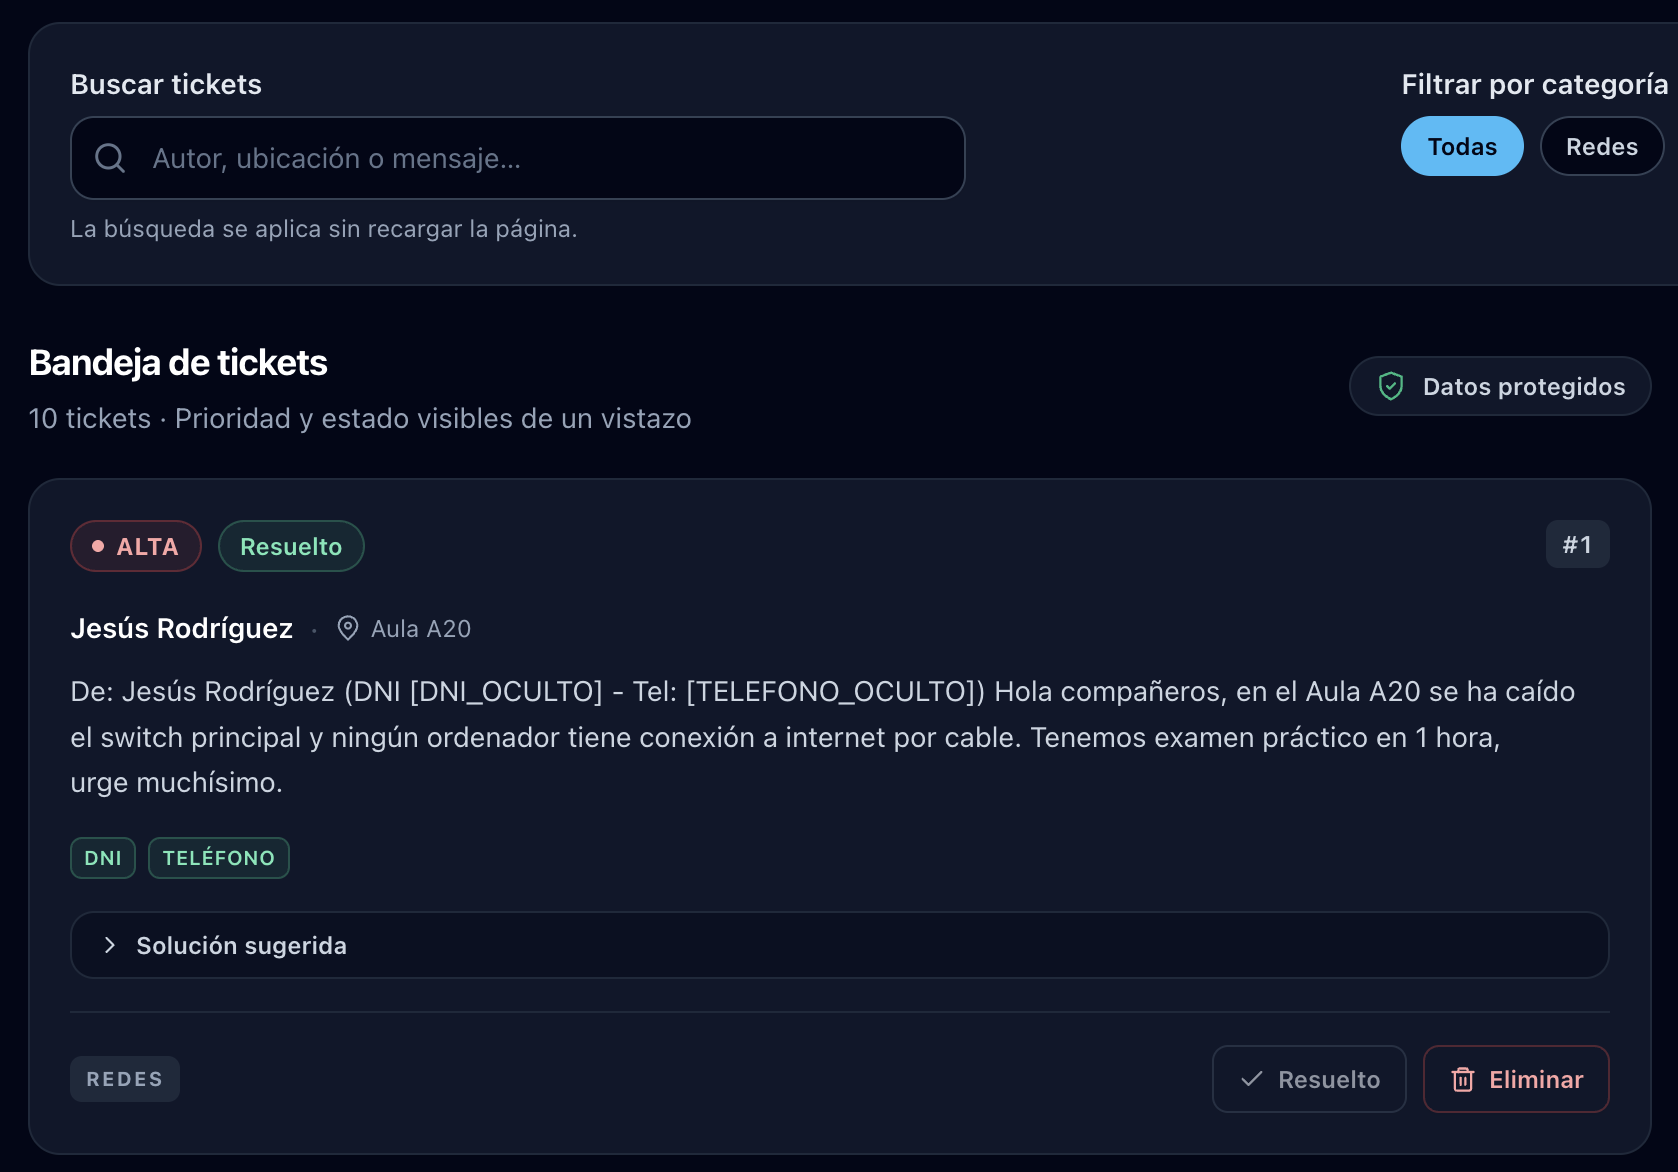 Buscar tickets
Autor, ubicación o mensaje...
La búsqueda se aplica sin recargar la página.
Filtrar por categoría
Todas
Redes
Bandeja de tickets
10 tickets · Prioridad y estado visibles de un vistazo
Datos protegidos
ALTA
Resuelto
#1
Jesús Rodríguez · Aula A20
De: Jesús Rodríguez (DNI [DNI_OCULTO] - Tel: [TELEFONO_OCULTO]) Hola compañeros, en el Aula A20 se ha caído
el switch principal y ningún ordenador tiene conexión a internet por cable. Tenemos examen práctico en 1 hora,
urge muchísimo.
DNI
TELÉFONO
Solución sugerida
REDES
Resuelto
Eliminar